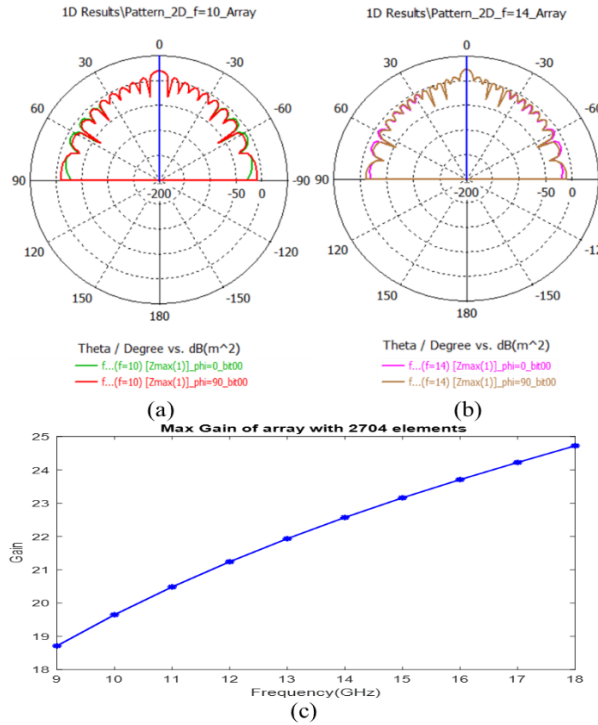 1D Results\Pattern_2D_f=10_Array
0
30
-30
60
-60
90
-200
-50
0
-90
120
-120
150
-150
180
Theta / Degree vs. dB(m^2)
f...(f=10) [Zmax(1)]_phi=0_bit00
f...(f=10) [Zmax(1)]_phi=90_bit00
(a)
1D Results\Pattern_2D_f=14_Array
0
30
-30
60
-60
90
-200
-50
0
-90
120
-120
150
-150
180
Theta / Degree vs. dB(m^2)
f...(f=14) [Zmax(1)]_phi=0_bit00
f...(f=14) [Zmax(1)]_phi=90_bit00
(b)
Max Gain of array with 2704 elements
25
24
23
22
21
20
19
18
Gain
9 10 11 12 13 14 15 16 17 18
Frequency(GHz)
(c)